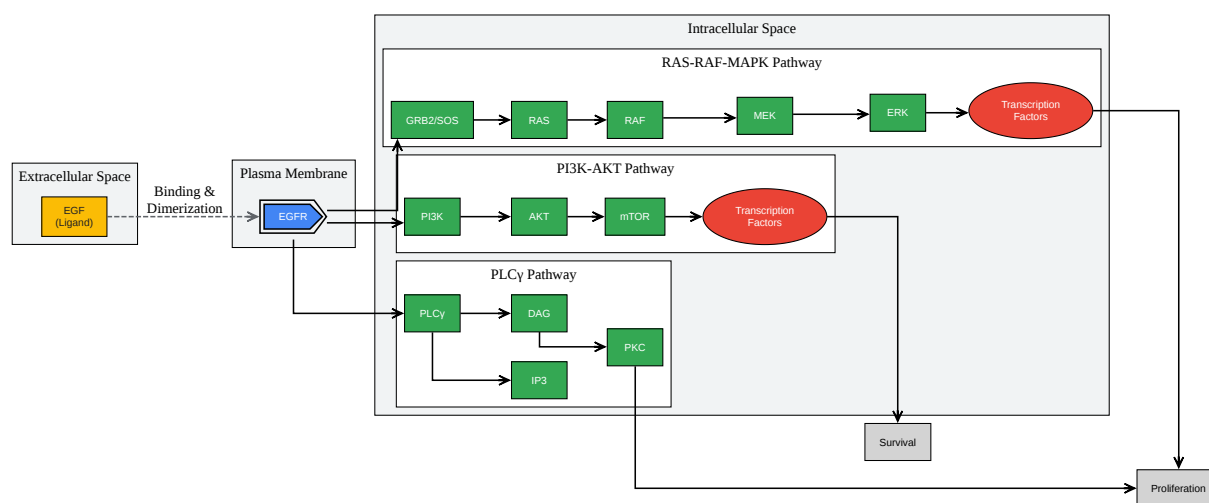 Intracellular Space
RAS-RAF-MAPK Pathway
GRB2/SOS
RAS
RAF
MEK
ERK
Transcription
Factors
Extracellular Space
EGF
(Ligand)
Binding &
Dimerization
Plasma Membrane
EGFR
PI3K-AKT Pathway
PI3K
AKT
mTOR
Transcription
Factors
PLCγ Pathway
PLCγ
DAG
PKC
IP3
Survival
Proliferation